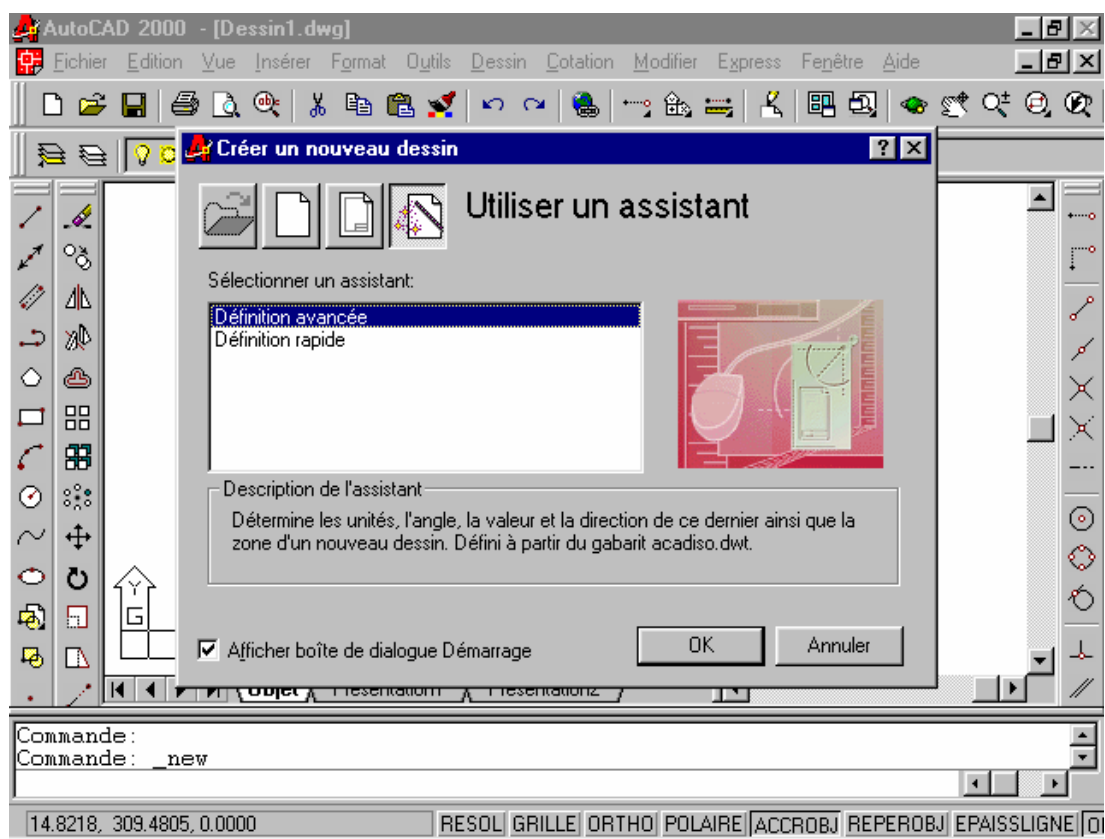 AutoCAD 2000 - [Dessin1.dwg]
Fichier Edition Vue Insérer Format Outils Dessin Cotation Modifier Express Fenêtre Aide
Créer un nouveau dessin
Utiliser un assistant
Sélectionner un assistant:
Définition avancée
Définition rapide
Description de l'assistant
Détermine les unités, l'angle, la valeur et la direction de ce dernier ainsi que la
zone d'un nouveau dessin. Défini à partir du gabarit acadiso.dwt.
Y
G
Afficher boîte de dialogue Démarrage
OK
Annuler
Objet Présentation1 Présentation2
Commande:
Commande: _new
14.8218, 309.4805, 0.0000 RESOL GRILLE ORTHO POLAIRE ACCROBJ REPEROBJ EPAISSLIGNE